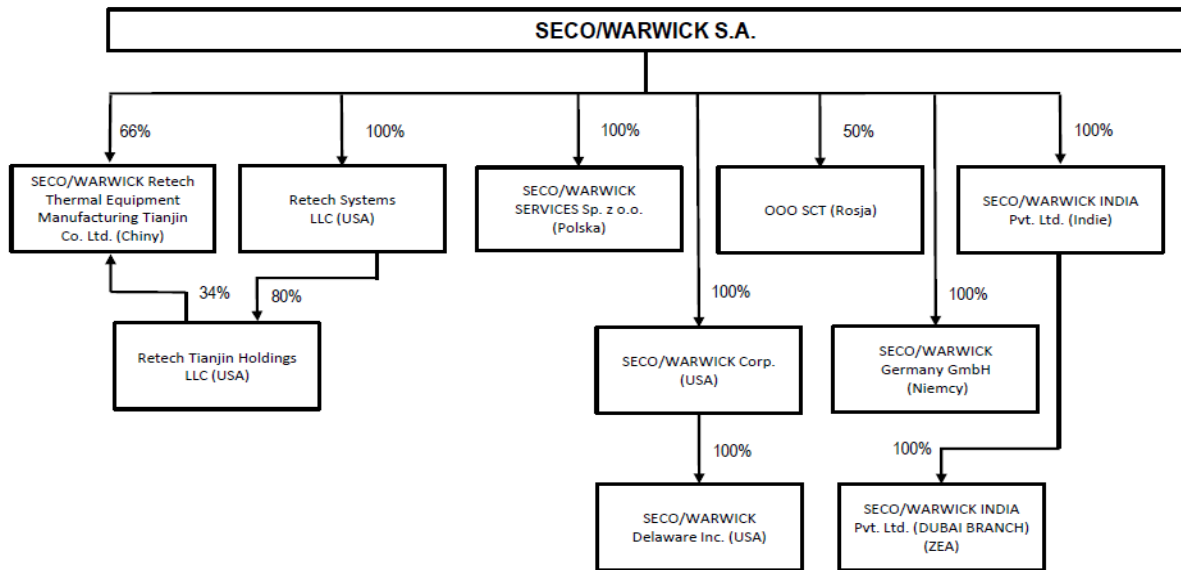 SECO/WARWICK S.A.
66%
100%
100%
50%
100%
SECO/WARWICK Retech
Thermal Equipment
Manufacturing Tianjin
Co. Ltd. (Chiny)
Retech Systems
LLC (USA)
SECO/WARWICK
SERVICES Sp. z o.o.
(Polska)
OOO SCT (Rosja)
SECO/WARWICK INDIA
Pvt. Ltd. (Indie)
34%
80%
100%
100%
Retech Tianjin Holdings
LLC (USA)
SECO/WARWICK Corp.
(USA)
SECO/WARWICK
Germany GmbH
(Niemcy)
100%
100%
SECO/WARWICK
Delaware Inc. (USA)
SECO/WARWICK INDIA
Pvt. Ltd. (DUBAI BRANCH)
(ZEA)